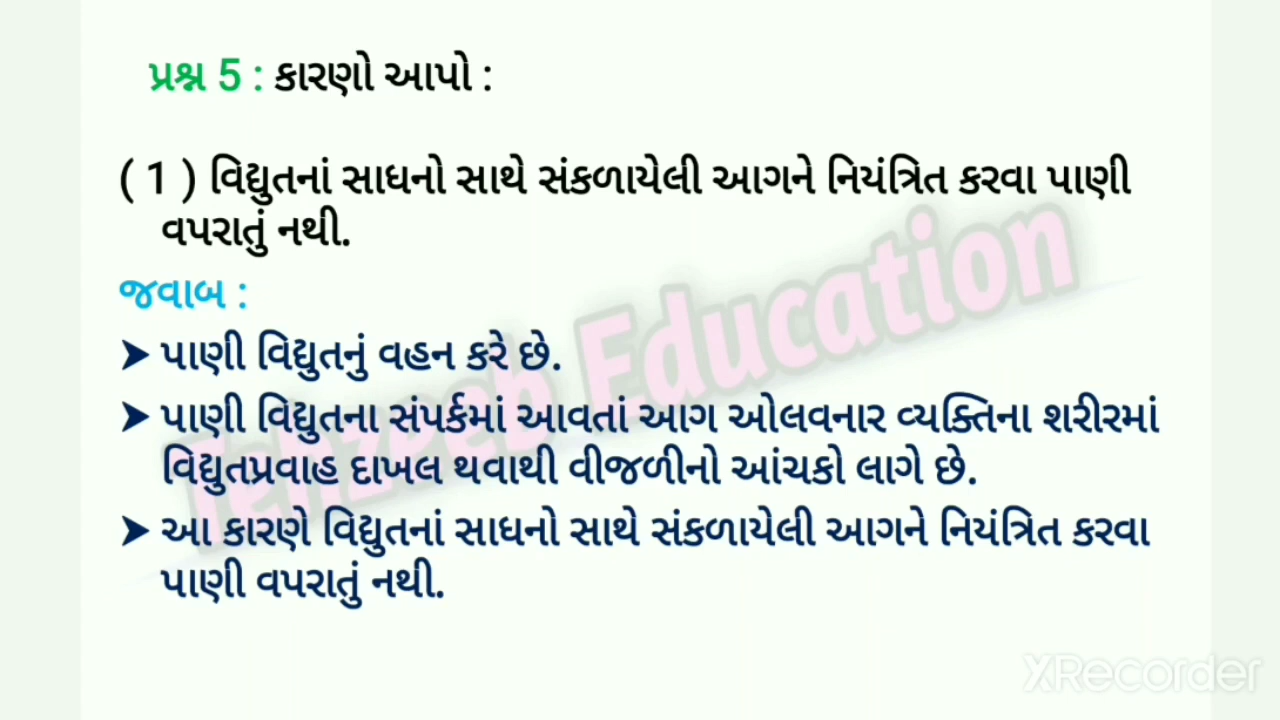 પ્રશ્ન 5 : કારણો આપો :
( 1 ) વિદ્યુતનાં સાધનો સાથે સંકળાયેલી આગને નિયંત્રિત કરવા પાણી
વપરાતું નથી.
જવાબ :
➤ પાણી વિદ્યુતનું વહન કરે છે.
➤ પાણી વિદ્યુતના સંપર્કમાં આવતાં આગ ઓલવનાર વ્યક્તિના શરીરમાં
વિદ્યુતપ્રવાહ દાખલ થવાથી વીજળીનો આંચકો લાગે છે.
➤ આ કારણે વિદ્યુતનાં સાધનો સાથે સંકળાયેલી આગને નિયંત્રિત કરવા
પાણી વપરાતું નથી.
Tehzeeb Education
XRecorder